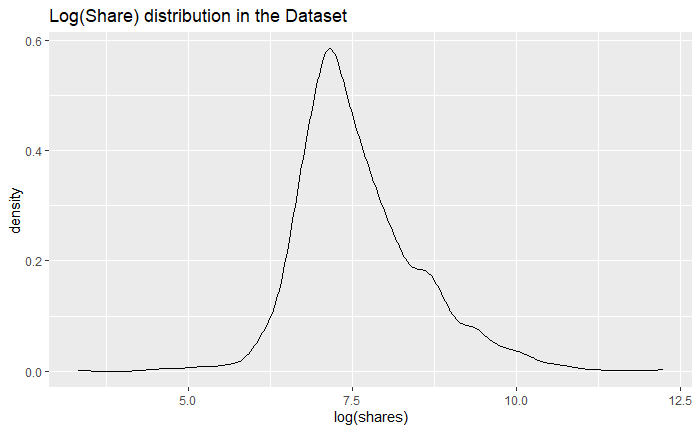 Log(Share) distribution in the Dataset
0.6
0.4
0.2
0.0
density
5.0 7.5 10.0 12.5
log(shares)